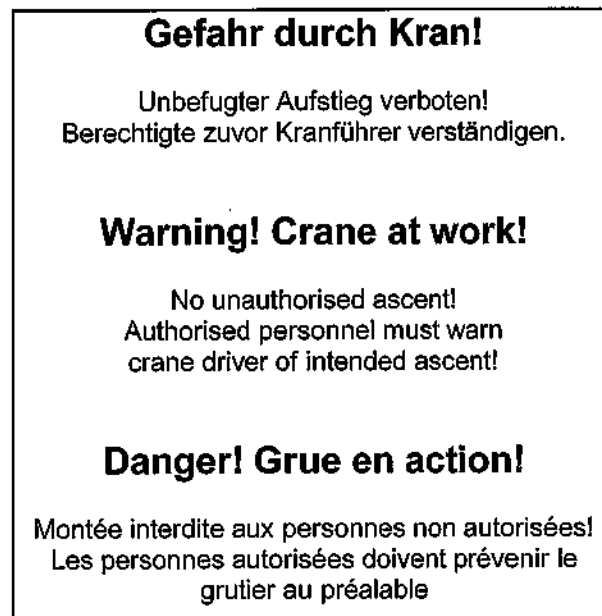 Gefahr durch Kran!
Unbefugter Aufstieg verboten!
Berechtigte zuvor Kranführer verständigen.
Warning! Crane at work!
No unauthorised ascent!
Authorised personnel must warn
crane driver of intended ascent!
Danger! Grue en action!
Montée interdite aux personnes non autorisées!
Les personnes autorisées doivent prévenir le
grutier au préalable